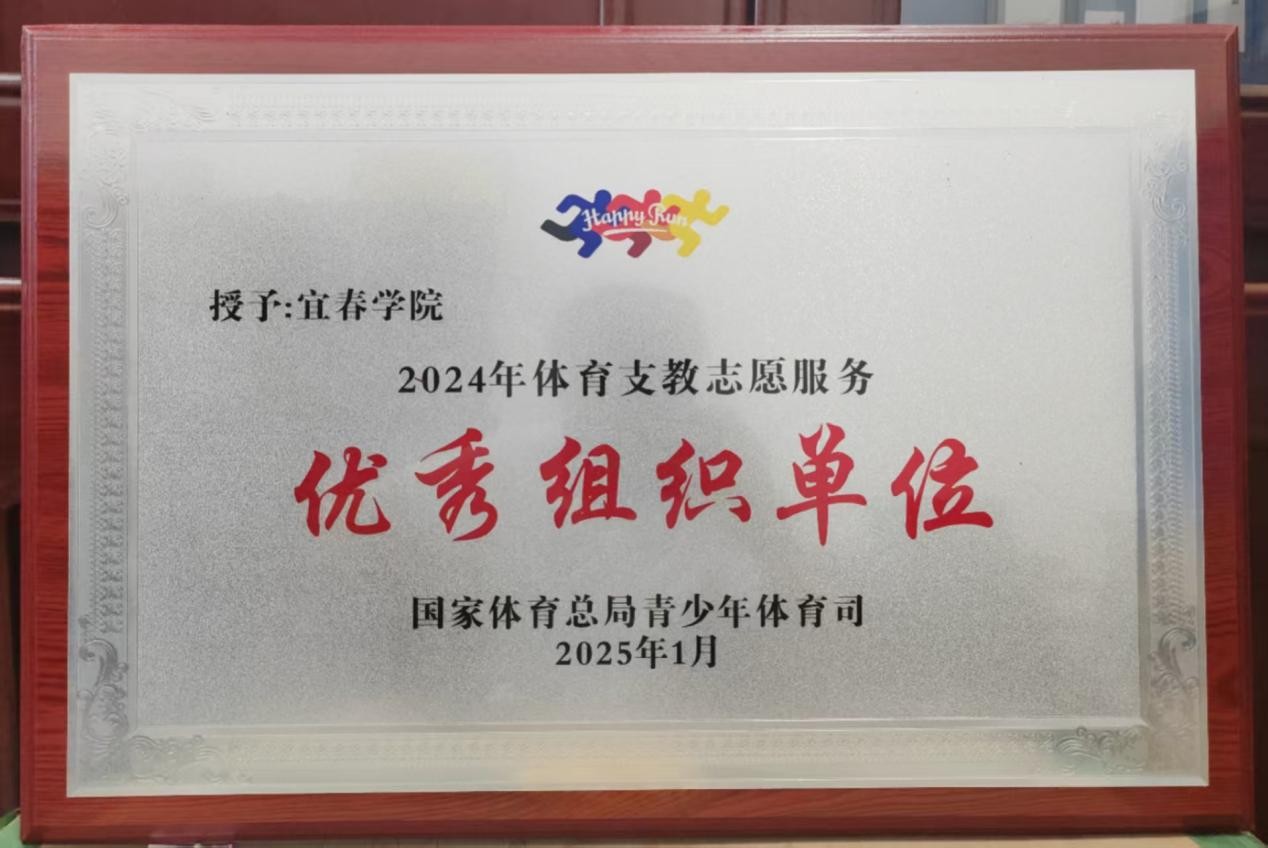 Happy Run
授予:宜春学院
2024年体育支教志愿服务
优秀组织单位
国家体育总局青少年体育司
2025年1月